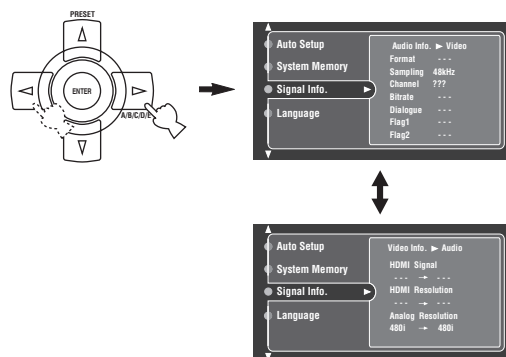 PRESET
ENTER
A/B/C/D/E
Auto Setup
System Memory
Signal Info.
Language
Audio Info. ▶ Video
Format - - -
Sampling 48kHz
Channel ???
Bitrate - - -
Dialogue - - -
Flag1 - - -
Flag2 - - -
Auto Setup
System Memory
Signal Info.
Language
Video Info. ▶ Audio
HDMI Signal
- - - → - - -
HDMI Resolution
- - - → - - -
Analog Resolution
480i → 480i